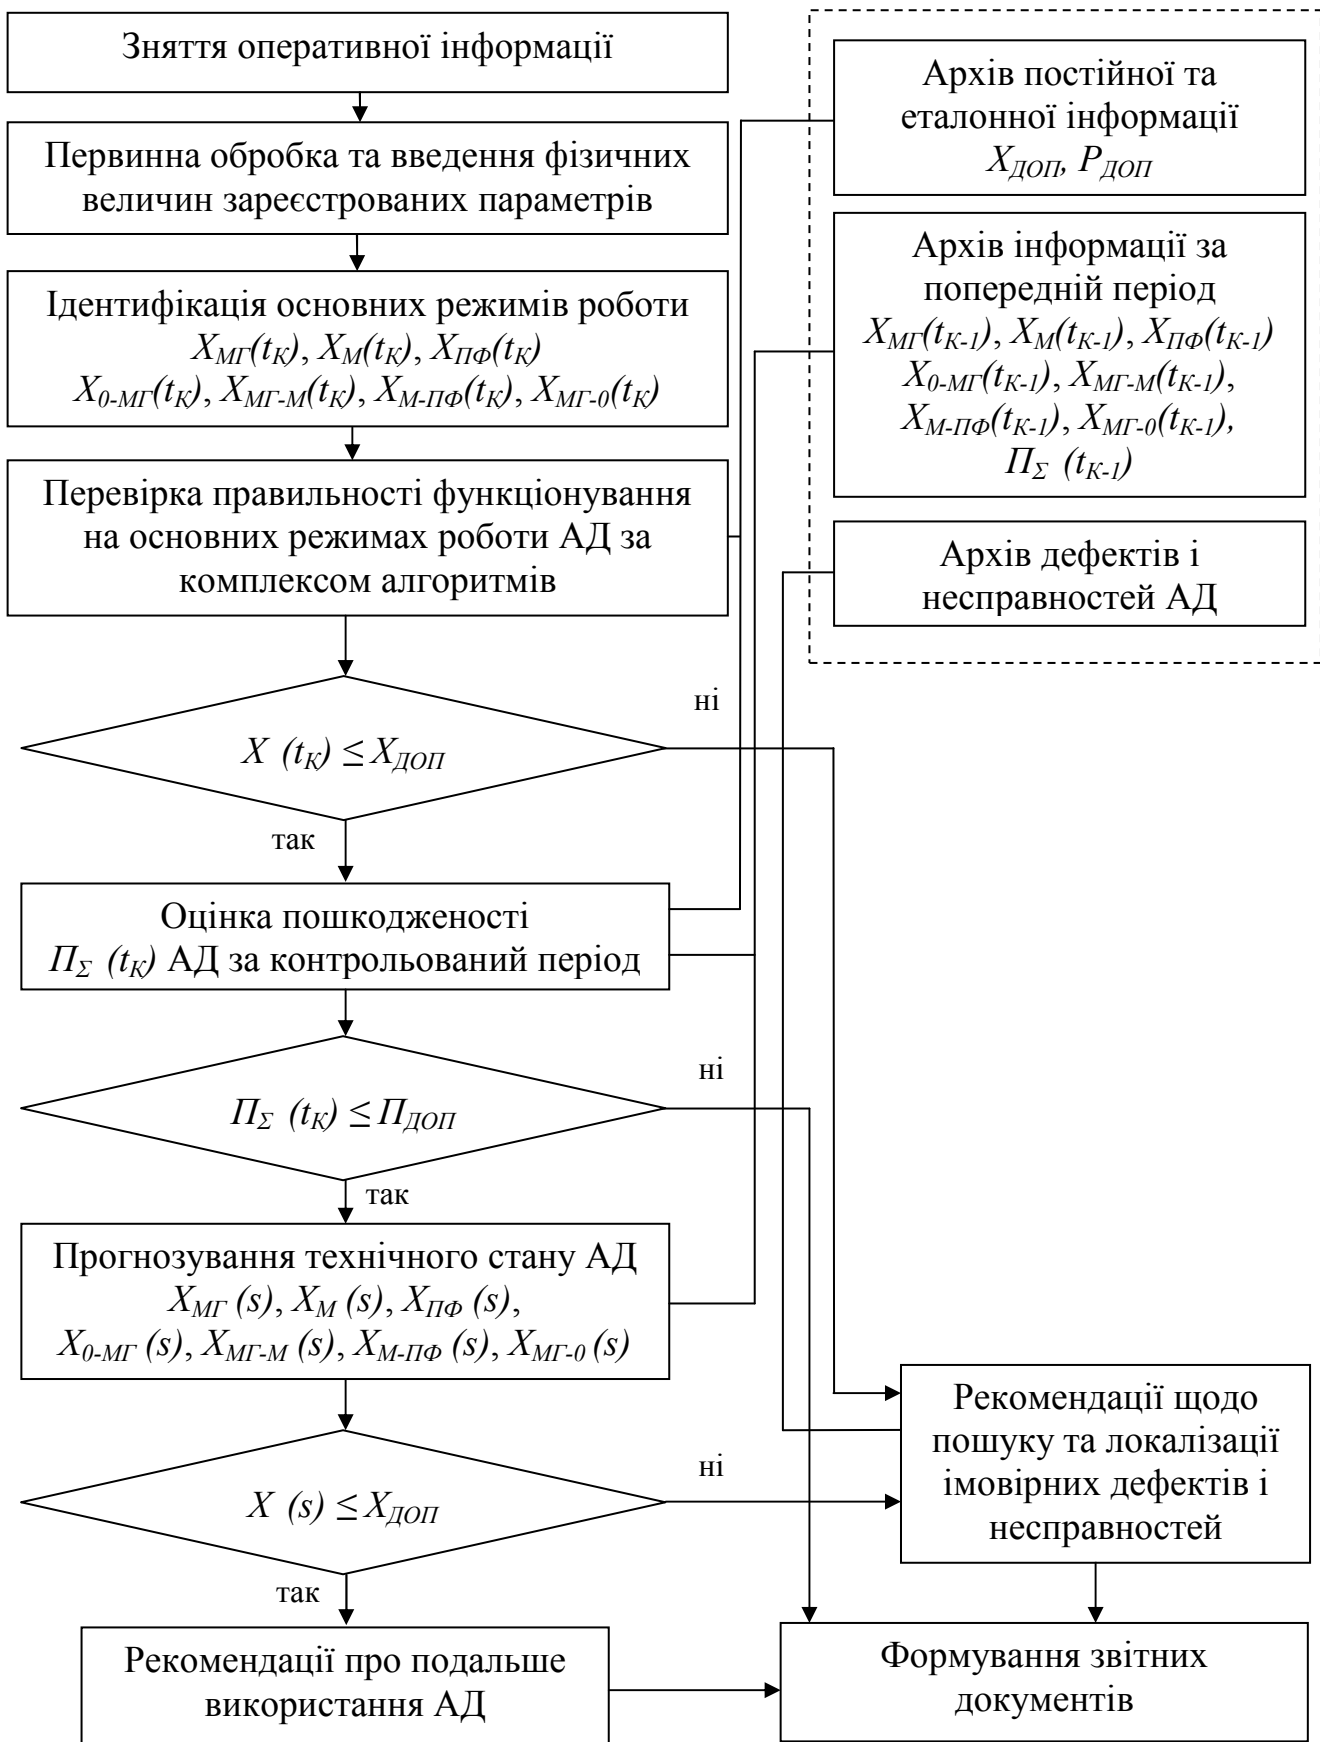 Зняття оперативної інформації
Первинна обробка та введення фізичних
величин зареєстрованих параметрів
Ідентифікація основних режимів роботи
X_МГ(t_К), X_М(t_К), X_ПФ(t_К)
X_0-МГ(t_К), X_МГ-М(t_К), X_М-ПФ(t_К), X_МГ-0(t_К)
Перевірка правильності функціонування
на основних режимах роботи АД за
комплексом алгоритмів
X (t_К) ≤ X_ДОП
ні
так
Оцінка пошкодженості
П_Σ (t_К) АД за контрольований період
П_Σ (t_К) ≤ П_ДОП
ні
так
Прогнозування технічного стану АД
X_МГ (s), X_М (s), X_ПФ (s),
X_0-МГ (s), X_МГ-М (s), X_М-ПФ (s), X_МГ-0 (s)
X (s) ≤ X_ДОП
ні
так
Рекомендації про подальше
використання АД
Архів постійної та
еталонної інформації
X_ДОП, P_ДОП
Архів інформації за
попередній період
X_МГ(t_К-1), X_М(t_К-1), X_ПФ(t_К-1)
X_0-МГ(t_К-1), X_МГ-М(t_К-1),
X_М-ПФ(t_К-1), X_МГ-0(t_К-1),
П_Σ (t_К-1)
Архів дефектів і
несправностей АД
Рекомендації щодо
пошуку та локалізації
імовірних дефектів і
несправностей
Формування звітних
документів